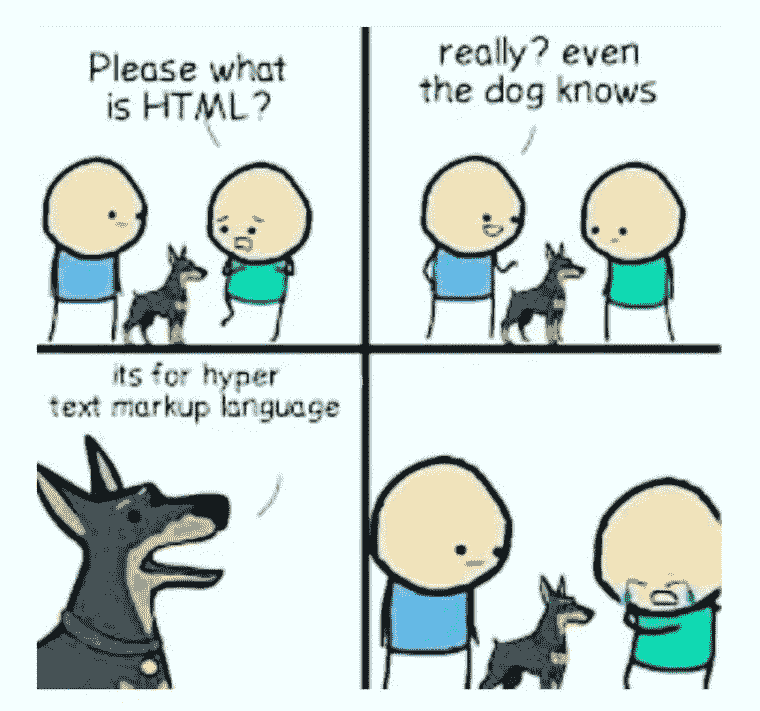 Please what
is HTML?
really? even
the dog knows
its for hyper
text markup language